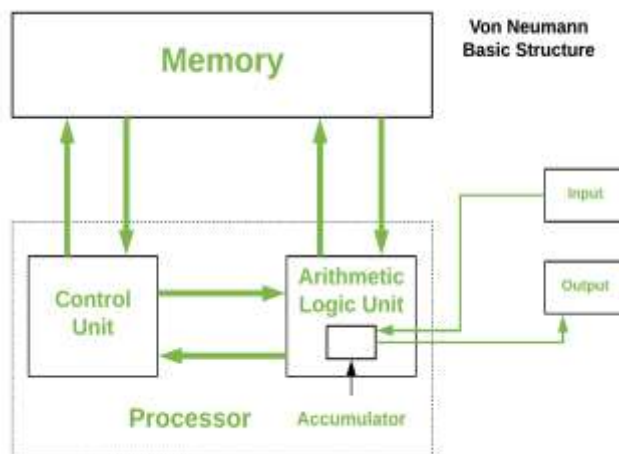 Von Neumann
Basic Structure
Memory
Input
Arithmetic
Logic Unit
Control
Unit
Output
Processor
Accumulator